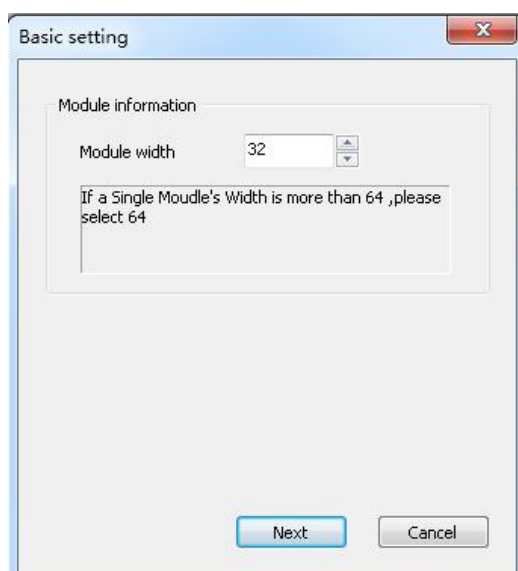 Basic setting
Module information
Module width 32
If a Single Moudle's Width is more than 64 ,please
select 64
Next Cancel